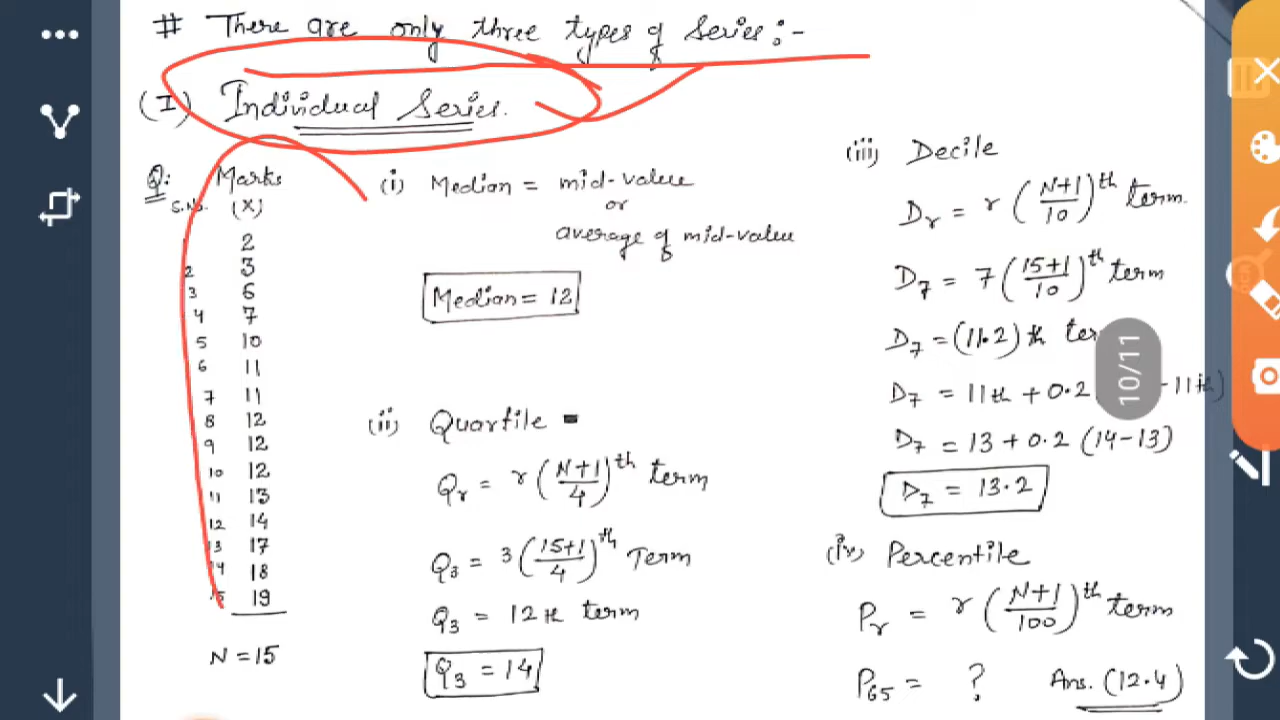 # There are only three types of Series:-
(I) Individual Series.
Q: Marks
S.No. (X)
2
2 3
3 6
4 7
5 10
6 11
7 11
8 12
9 12
10 12
11 13
12 14
13 17
14 18
15 19
N = 15
(i) Median = mid-value
or
average of mid-value
Median = 12
(ii) Quartile =
Qr = r (N+1/4)th term
Q3 = 3 (15+1/4)th Term
Q3 = 12th term
Q3 = 14
(iii) Decile
Dr = r (N+1/10)th term.
D7 = 7 (15+1/10)th term
D7 = (11.2)th
D7 = 11th + 0.2 - 11th)
D7 = 13 + 0.2 (14-13)
D7 = 13.2
(iv) Percentile
Pr = r (N+1/100)th term
P65 = ? Ans. (12.4)
10/11